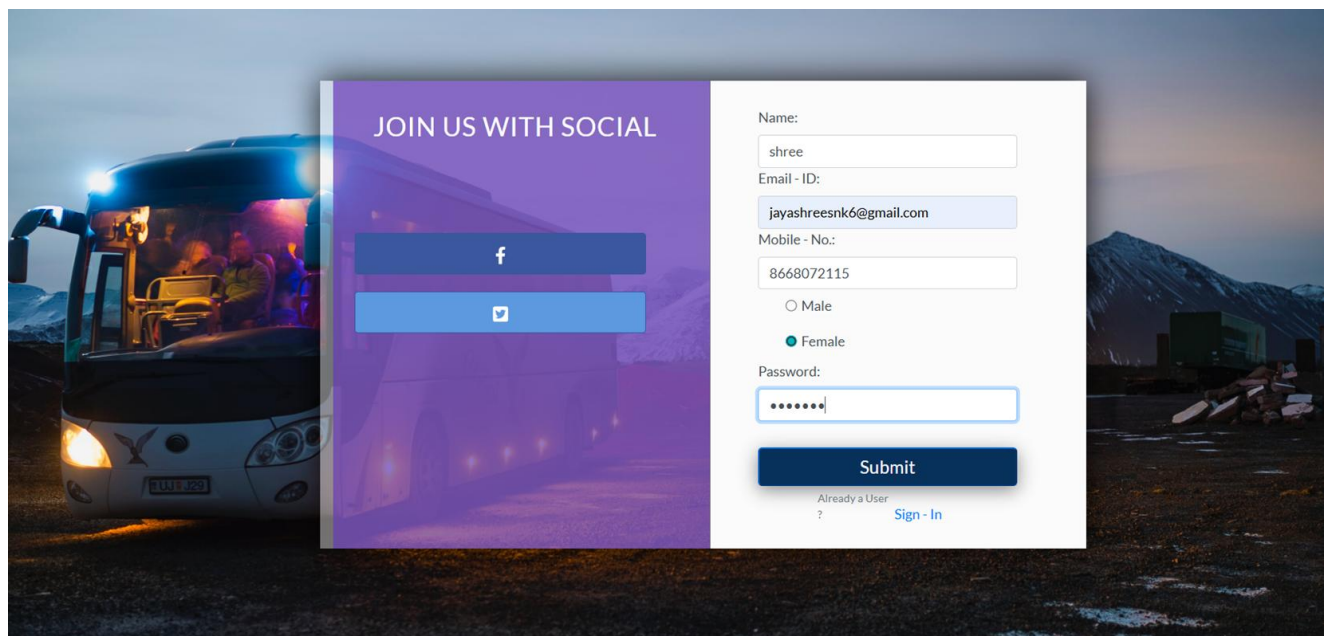 JOIN US WITH SOCIAL
Name:
shree
Email - ID:
jayashreesnk6@gmail.com
Mobile - No.:
8668072115
Male
Female
Password:
•••••••
Submit
Already a User
?
Sign - In